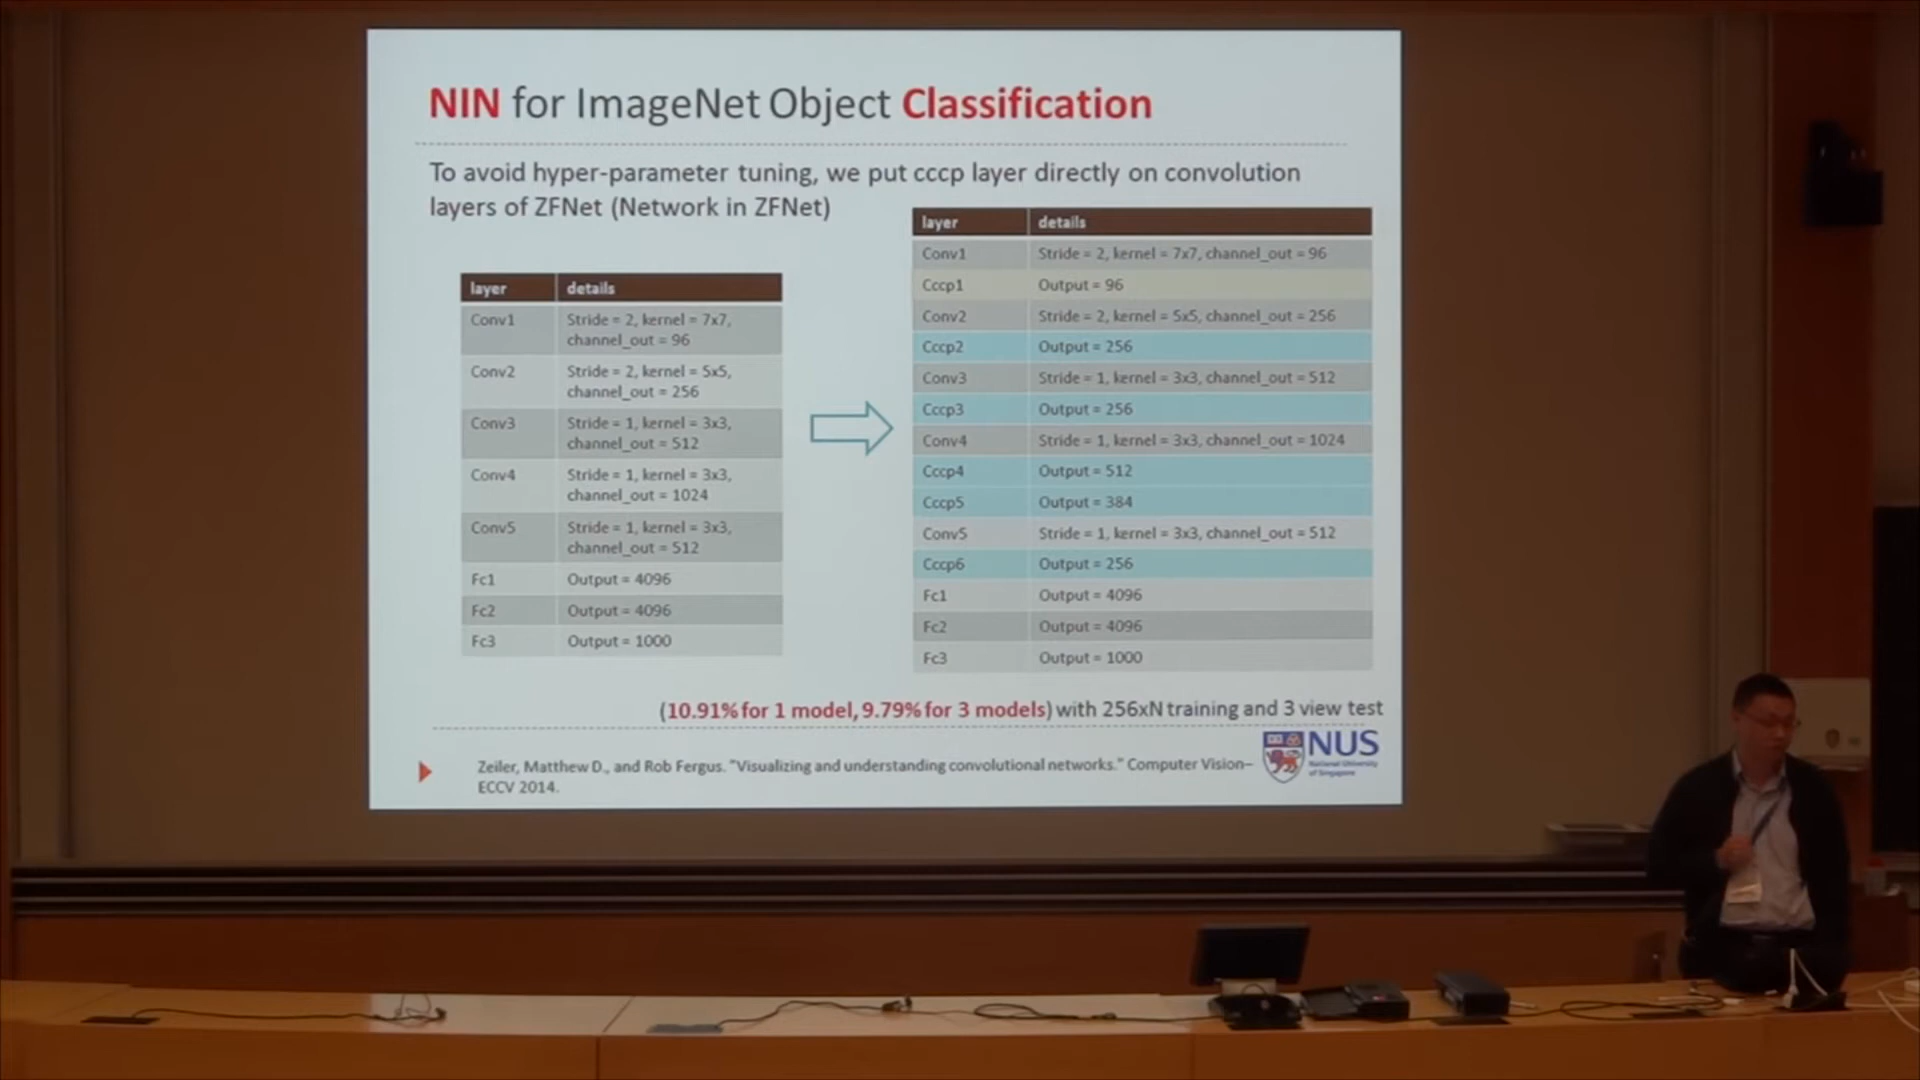 NIN for ImageNet Object Classification
To avoid hyper-parameter tuning, we put cccp layer directly on convolution
layers of ZFNet (Network in ZFNet)
layer details
Conv1 Stride = 2, kernel = 7x7,
channel_out = 96
Conv2 Stride = 2, kernel = 5x5,
channel_out = 256
Conv3 Stride = 1, kernel = 3x3,
channel_out = 512
Conv4 Stride = 1, kernel = 3x3,
channel_out = 1024
Conv5 Stride = 1, kernel = 3x3,
channel_out = 512
Fc1 Output = 4096
Fc2 Output = 4096
Fc3 Output = 1000
layer details
Conv1 Stride = 2, kernel = 7x7, channel_out = 96
Cccp1 Output = 96
Conv2 Stride = 2, kernel = 5x5, channel_out = 256
Cccp2 Output = 256
Conv3 Stride = 1, kernel = 3x3, channel_out = 512
Cccp3 Output = 256
Conv4 Stride = 1, kernel = 3x3, channel_out = 1024
Cccp4 Output = 512
Cccp5 Output = 384
Conv5 Stride = 1, kernel = 3x3, channel_out = 512
Cccp6 Output = 256
Fc1 Output = 4096
Fc2 Output = 4096
Fc3 Output = 1000
(10.91% for 1 model, 9.79% for 3 models) with 256xN training and 3 view test
Zeiler, Matthew D., and Rob Fergus. "Visualizing and understanding convolutional networks." Computer Vision–
ECCV 2014.
NUS
National University
of Singapore